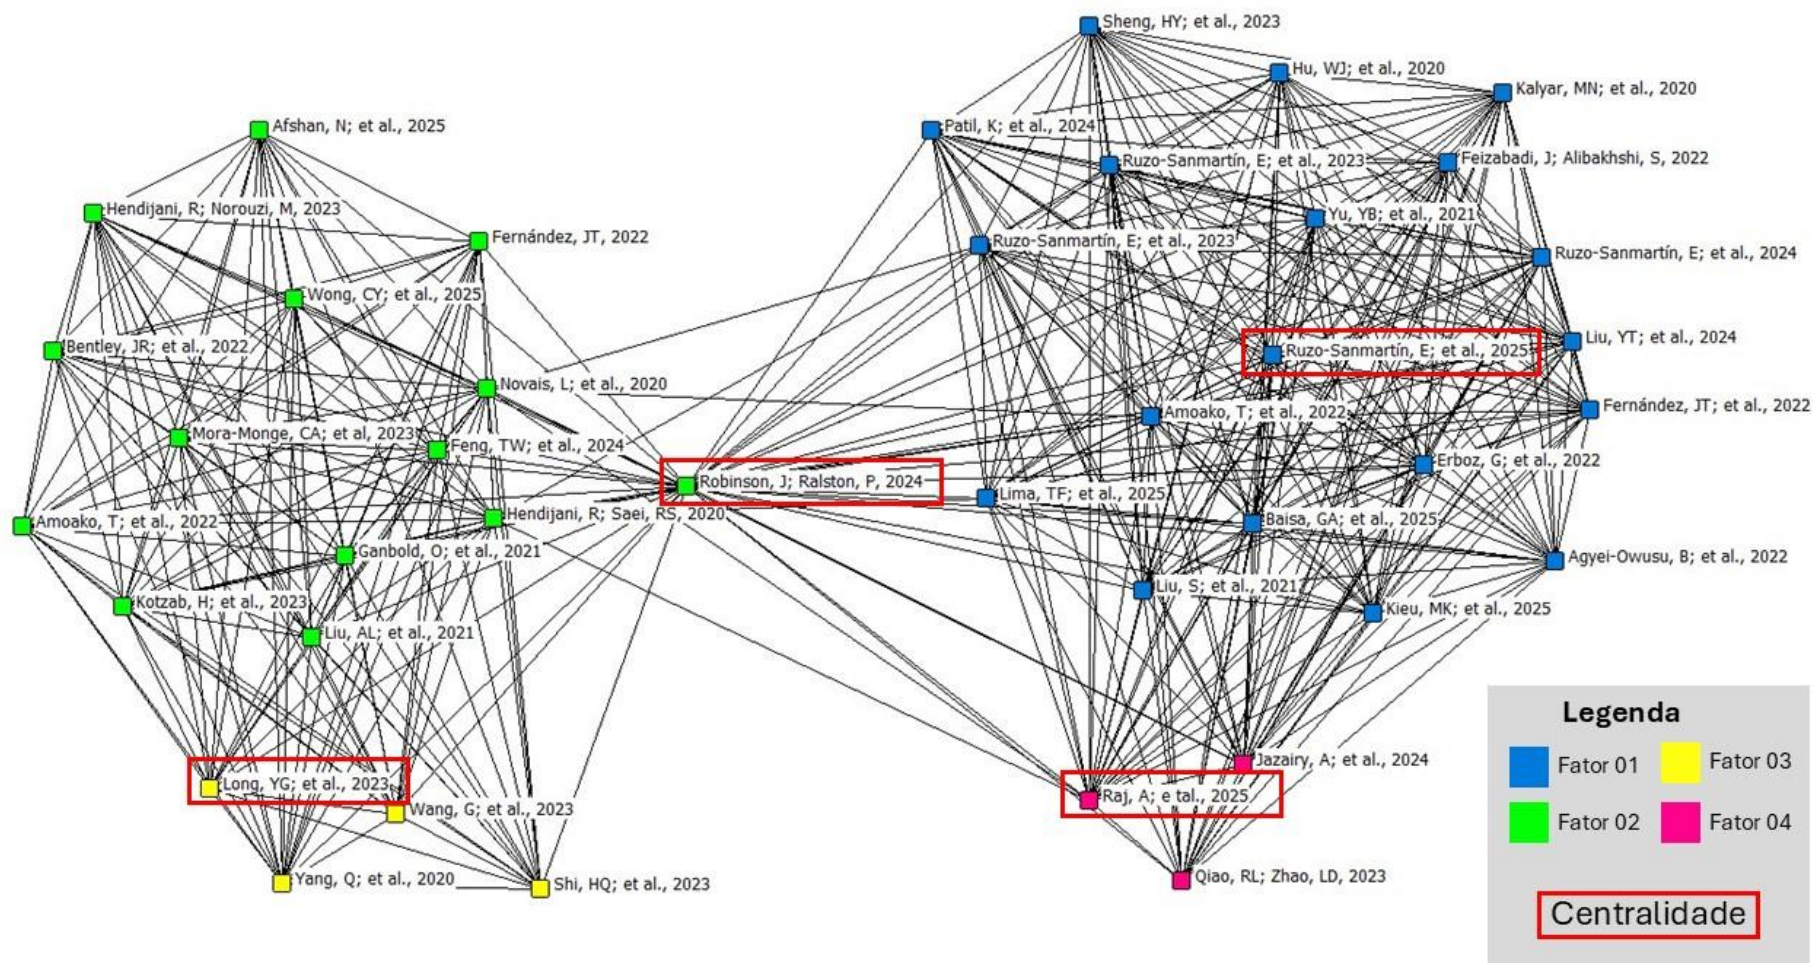 Sheng, HY; et al., 2023
Hu, WJ; et al., 2020
Kalyar, MN; et al., 2020
Afshan, N; et al., 2025
Patil, K; et al., 2024
Ruzo-Sanmartín, E; et al., 2023
Feizabadi, J; Alibakhshi, S, 2022
Hendijani, R; Norouzi, M, 2023
Yu, YB; et al., 2021
Fernández, JT, 2022
Ruzo-Sanmartín, E; et al., 2023
Ruzo-Sanmartín, E; et al., 2024
Wong, CY; et al., 2025
Liu, YT; et al., 2024
Bentley, JR; et al., 2022
Ruzo-Sanmartín, E; et al., 2025
Novais, L; et al., 2020
Fernández, JT; et al., 2022
Amoako, T; et al., 2022
Mora-Monge, CA; et al, 2023
Feng, TW; et al., 2024
Erboz, G; et al., 2022
Robinson, J; Ralston, P, 2024
Lima, TF; et al., 2025
Hendijani, R; Saei, RS, 2020
Amoako, T; et al., 2022
Baisa, GA; et al., 2025
Ganbold, O; et al., 2021
Agyei-Owusu, B; et al., 2022
Liu, S; et al., 2021
Kotzab, H; et al., 2023
Kieu, MK; et al., 2025
Liu, AL; et al., 2021
Jazairy, A; et al., 2024
Long, YG; et al., 2023
Raj, A; e tal., 2025
Wang, G; et al., 2023
Yang, Q; et al., 2020
Shi, HQ; et al., 2023
Qiao, RL; Zhao, LD, 2023
Legenda
Fator 01
Fator 03
Fator 02
Fator 04
Centralidade